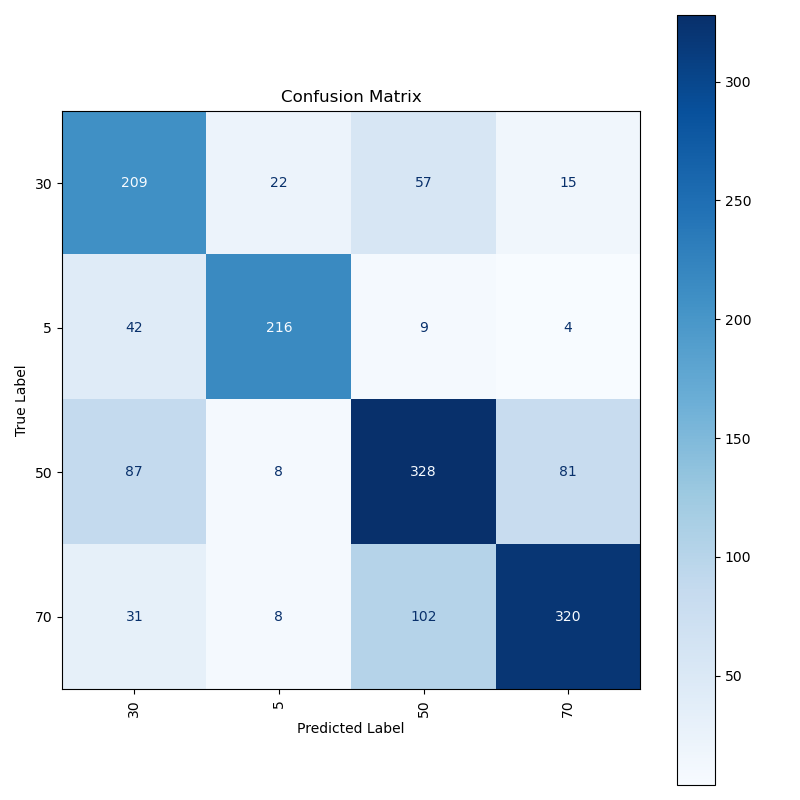 Confusion Matrix
30 209 22 57 15
5 42 216 9 4
50 87 8 328 81
70 31 8 102 320
30 5 50 70
Predicted Label
True Label
300
250
200
150
100
50